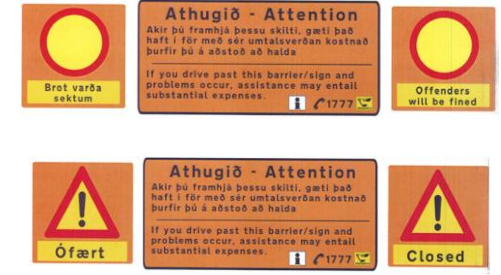 Brot varða
sektum
Athugið - Attention
Akir þú framhjá þessu skilti, gæti það
haft í för með sér umtalsverðan kostnað
þurfir þú á aðstoð að halda
If you drive past this barrier/sign and
problems occur, assistance may entail
substantial expenses.
i 1777
Offenders
will be fined
!
Ófært
Athugið - Attention
Akir þú framhjá þessu skilti, gæti það
haft í för með sér umtalsverðan kostnað
þurfir þú á aðstoð að halda
If you drive past this barrier/sign and
problems occur, assistance may entail
substantial expenses.
i 1777
!
Closed